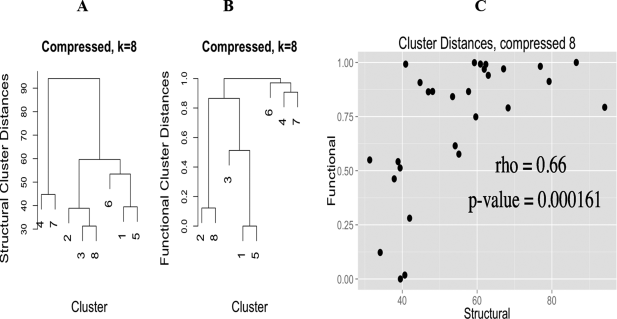 A
B
C
Compressed, k=8
Compressed, k=8
Cluster Distances, compressed 8
Structural Cluster Distances
30 40 50 60 70 80 90
4
7
2
3
8
6
1
5
Cluster
Functional Cluster Distances
0.0 0.2 0.4 0.6 0.8 1.0
2
8
3
1
5
6
4
7
Cluster
Functional
1.00
0.75
0.50
0.25
0.00
rho = 0.66
p-value = 0.000161
40 60 80
Structural